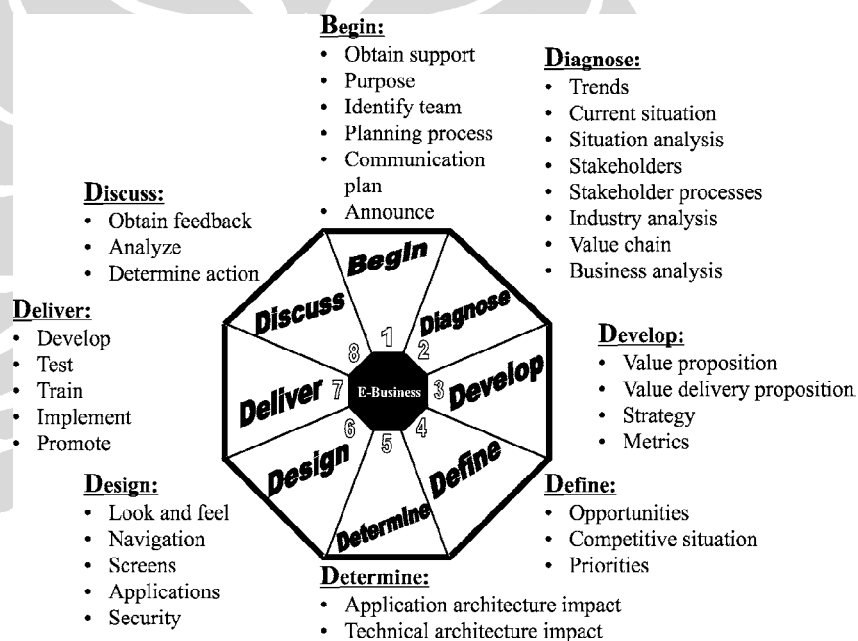 Begin:
• Obtain support
• Purpose
• Identify team
• Planning process
• Communication
plan
• Announce
Diagnose:
• Trends
• Current situation
• Situation analysis
• Stakeholders
• Stakeholder processes
• Industry analysis
• Value chain
• Business analysis
Develop:
• Value proposition
• Value delivery proposition
• Strategy
• Metrics
Define:
• Opportunities
• Competitive situation
• Priorities
Determine:
• Application architecture impact
• Technical architecture impact
Design:
• Look and feel
• Navigation
• Screens
• Applications
• Security
Deliver:
• Develop
• Test
• Train
• Implement
• Promote
Discuss:
• Obtain feedback
• Analyze
• Determine action
Begin
1
Diagnose
2
Develop
3
Define
4
Determine
5
Design
6
Deliver
7
Discuss
8
E-Business